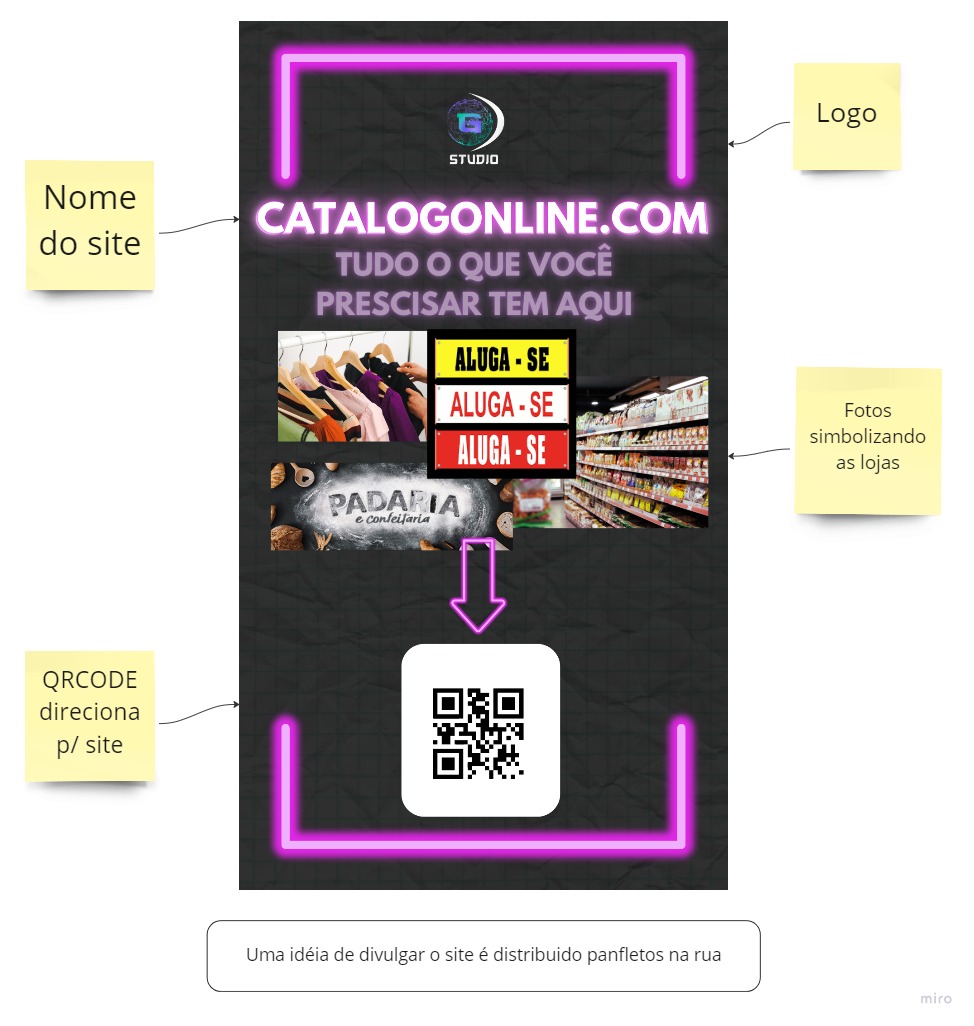 Logo
TG
STUDIO
Nome
do site
CATALOGONLINE.COM
TUDO O QUE VOCÊ
PRESCISAR TEM AQUI
ALUGA - SE
ALUGA - SE
ALUGA - SE
Fotos
simbolizando
as lojas
PADARIA
e confeitaria
QRCODE
direciona
p/ site
Uma idéia de divulgar o site é distribuido panfletos na rua
miro